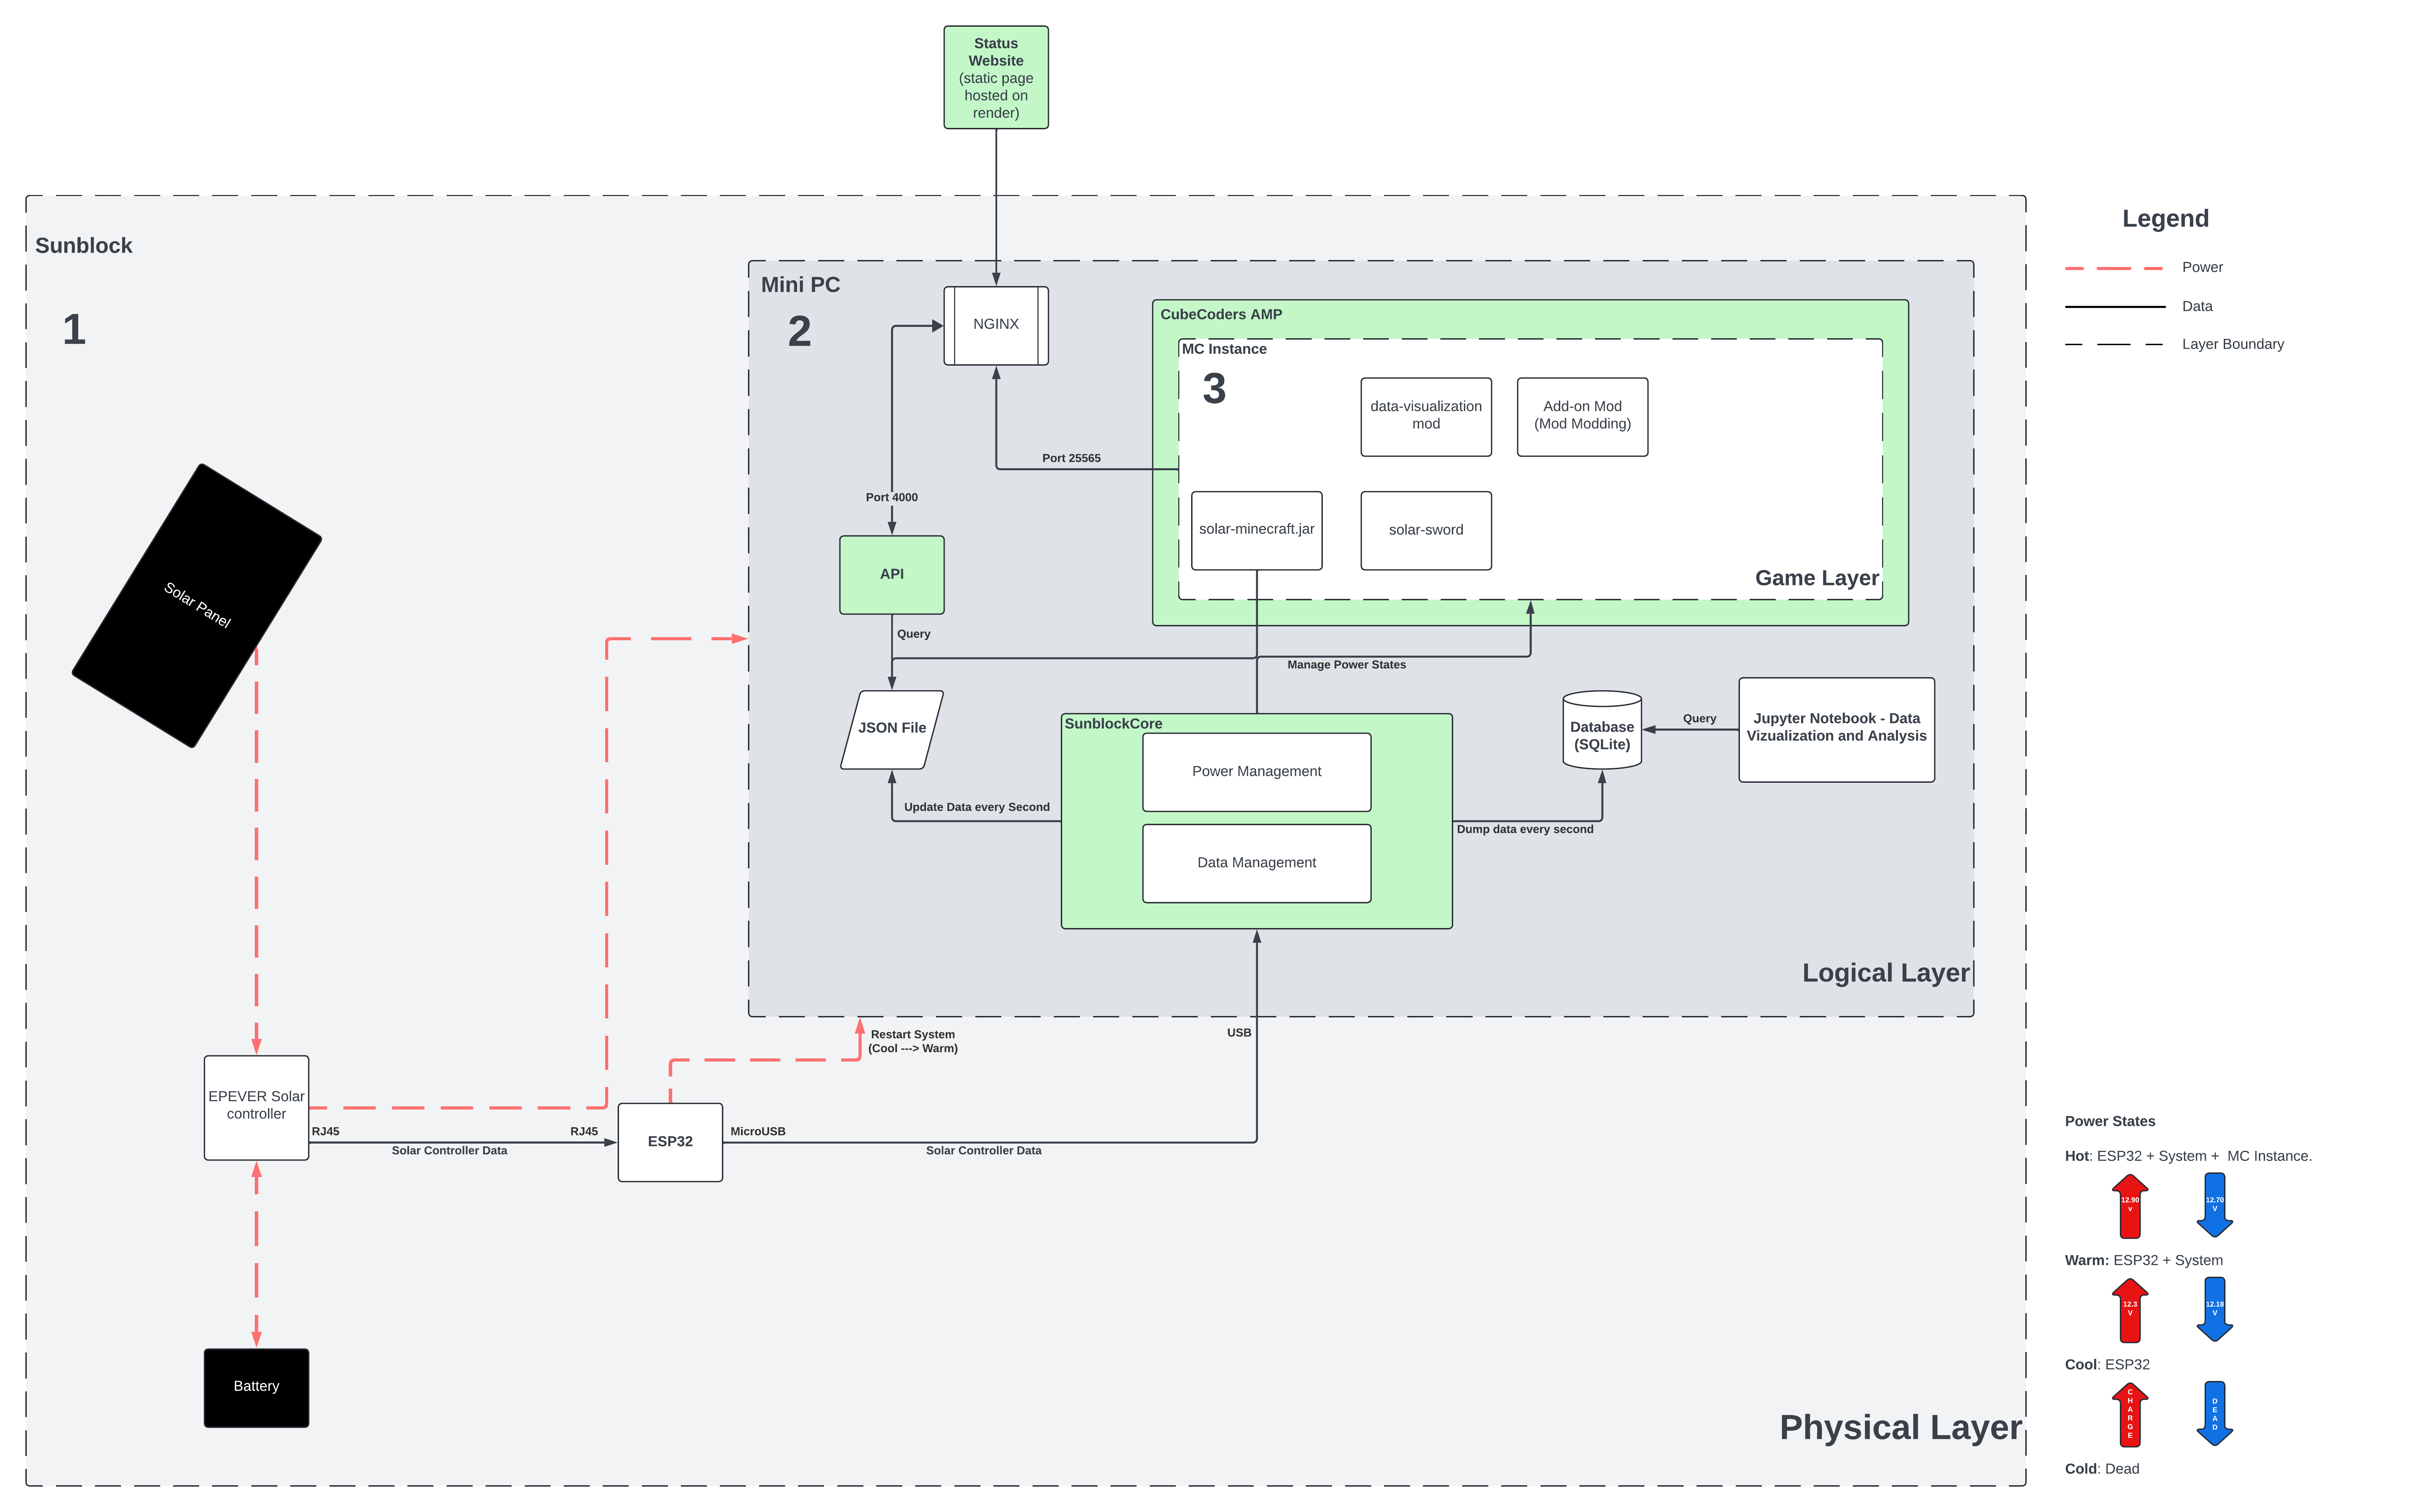 Status
Website
(static page
hosted on
render)
Sunblock
1
Mini PC
2
NGINX
CubeCoders AMP
MC Instance
3
data-visualization
mod
Add-on Mod
(Mod Modding)
Port 25565
Port 4000
solar-minecraft.jar
solar-sword
Game Layer
API
Query
Manage Power States
JSON File
SunblockCore
Power Management
Data Management
Update Data every Second
Dump data every second
Database
(SQLite)
Query
Jupyter Notebook - Data
Vizualization and Analysis
Logical Layer
Solar Panel
Restart System
(Cool ---> Warm)
USB
EPEVER Solar
controller
RJ45
RJ45
Solar Controller Data
ESP32
MicroUSB
Solar Controller Data
Battery
Physical Layer
Legend
Power
Data
Layer Boundary
Power States
Hot: ESP32 + System +  MC Instance.
12.90
v
12.70
V
Warm: ESP32 + System
12.3
V
12.18
V
Cool: ESP32
C
H
A
R
G
E
D
E
A
D
Cold: Dead